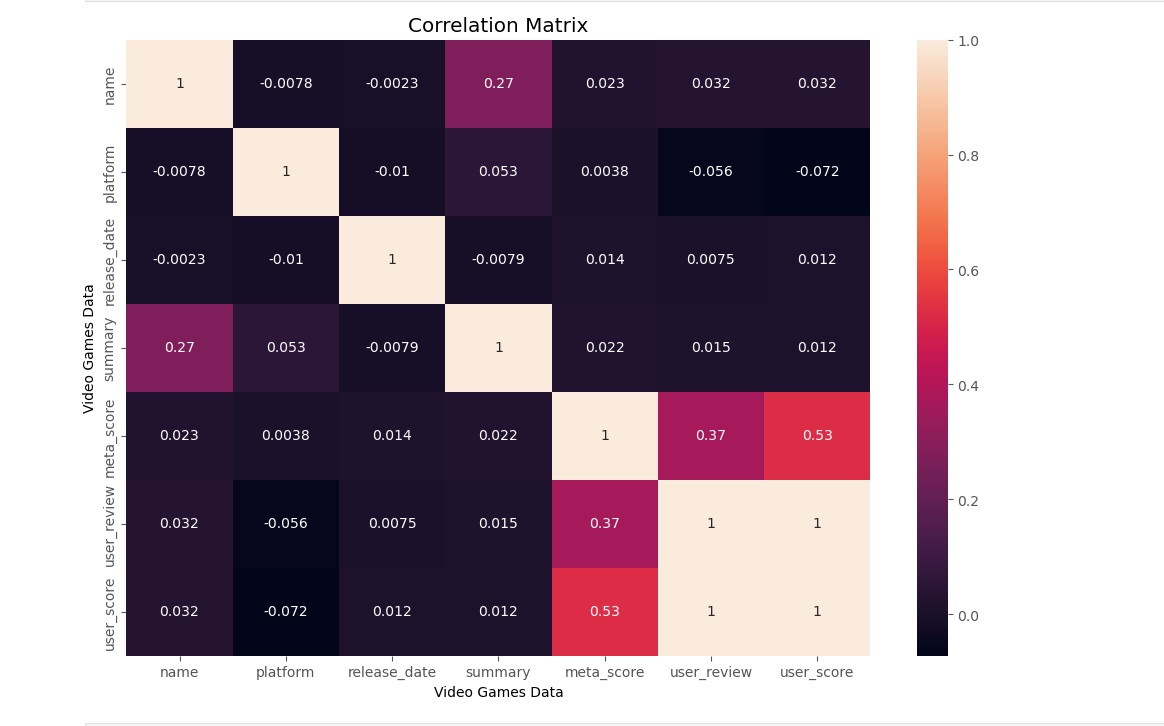 Correlation Matrix
name 1 -0.0078 -0.0023 0.27 0.023 0.032 0.032
platform -0.0078 1 -0.01 0.053 0.0038 -0.056 -0.072
release_date -0.0023 -0.01 1 -0.0079 0.014 0.0075 0.012
summary 0.27 0.053 -0.0079 1 0.022 0.015 0.012
meta_score 0.023 0.0038 0.014 0.022 1 0.37 0.53
user_review 0.032 -0.056 0.0075 0.015 0.37 1 1
user_score 0.032 -0.072 0.012 0.012 0.53 1 1
Video Games Data
name platform release_date summary meta_score user_review user_score
Video Games Data
1.0
0.8
0.6
0.4
0.2
0.0